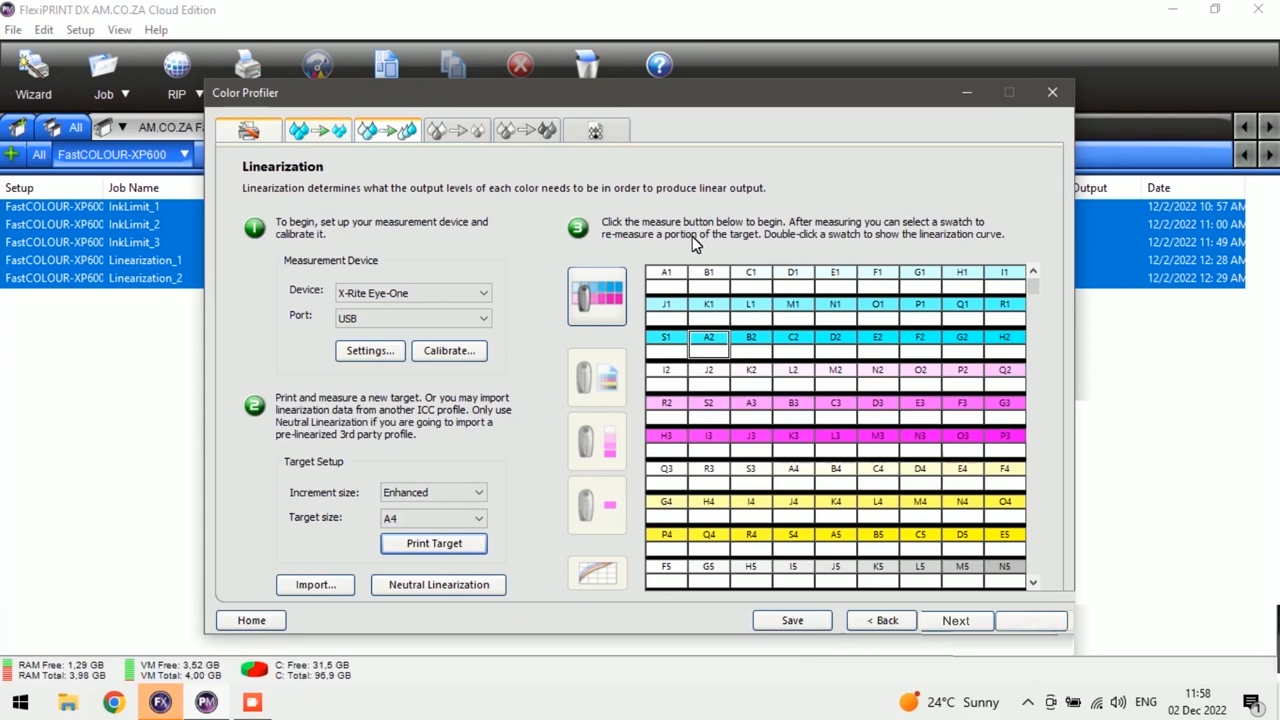 FlexiPRINT DX AM.CO.ZA Cloud Edition
File Edit Setup View Help
Wizard Job RIP
All AM.CO.ZA F
All FastCOLOUR-XP600
Setup Job Name Output Date
FastCOLOUR-XP600 InkLimit_1 12/2/2022 10: 57 AM
FastCOLOUR-XP600 InkLimit_2 12/2/2022 11: 00 AM
FastCOLOUR-XP600 InkLimit_3 12/2/2022 11: 49 AM
FastCOLOUR-XP600 Linearization_1 12/2/2022 12: 28 AM
FastCOLOUR-XP600 Linearization_2 12/2/2022 12: 29 AM
Color Profiler
Linearization
Linearization determines what the output levels of each color needs to be in order to produce linear output.
1 To begin, set up your measurement device and
calibrate it.
Measurement Device
Device: X-Rite Eye-One
Port: USB
Settings... Calibrate...
2 Print and measure a new target. Or you may import
linearization data from another ICC profile. Only use
Neutral Linearization if you are going to import a
pre-linearized 3rd party profile.
Target Setup
Increment size: Enhanced
Target size: A4
Print Target
Import... Neutral Linearization
3 Click the measure button below to begin. After measuring you can select a swatch to
re-measure a portion of the target. Double-click a swatch to show the linearization curve.
A1 B1 C1 D1 E1 F1 G1 H1 I1
J1 K1 L1 M1 N1 O1 P1 Q1 R1
S1 A2 B2 C2 D2 E2 F2 G2 H2
I2 J2 K2 L2 M2 N2 O2 P2 Q2
R2 S2 A3 B3 C3 D3 E3 F3 G3
H3 I3 J3 K3 L3 M3 N3 O3 P3
Q3 R3 S3 A4 B4 C4 D4 E4 F4
G4 H4 I4 J4 K4 L4 M4 N4 O4
P4 Q4 R4 S4 A5 B5 C5 D5 E5
F5 G5 H5 I5 J5 K5 L5 M5 N5
Home Save < Back Next
RAM Free: 1,29 GB VM Free: 3,52 GB C: Free: 31,5 GB
RAM Total: 3,98 GB VM Total: 4,00 GB C: Total: 96,9 GB
FX PM 24°C Sunny ENG 11:58
02 Dec 2022 1